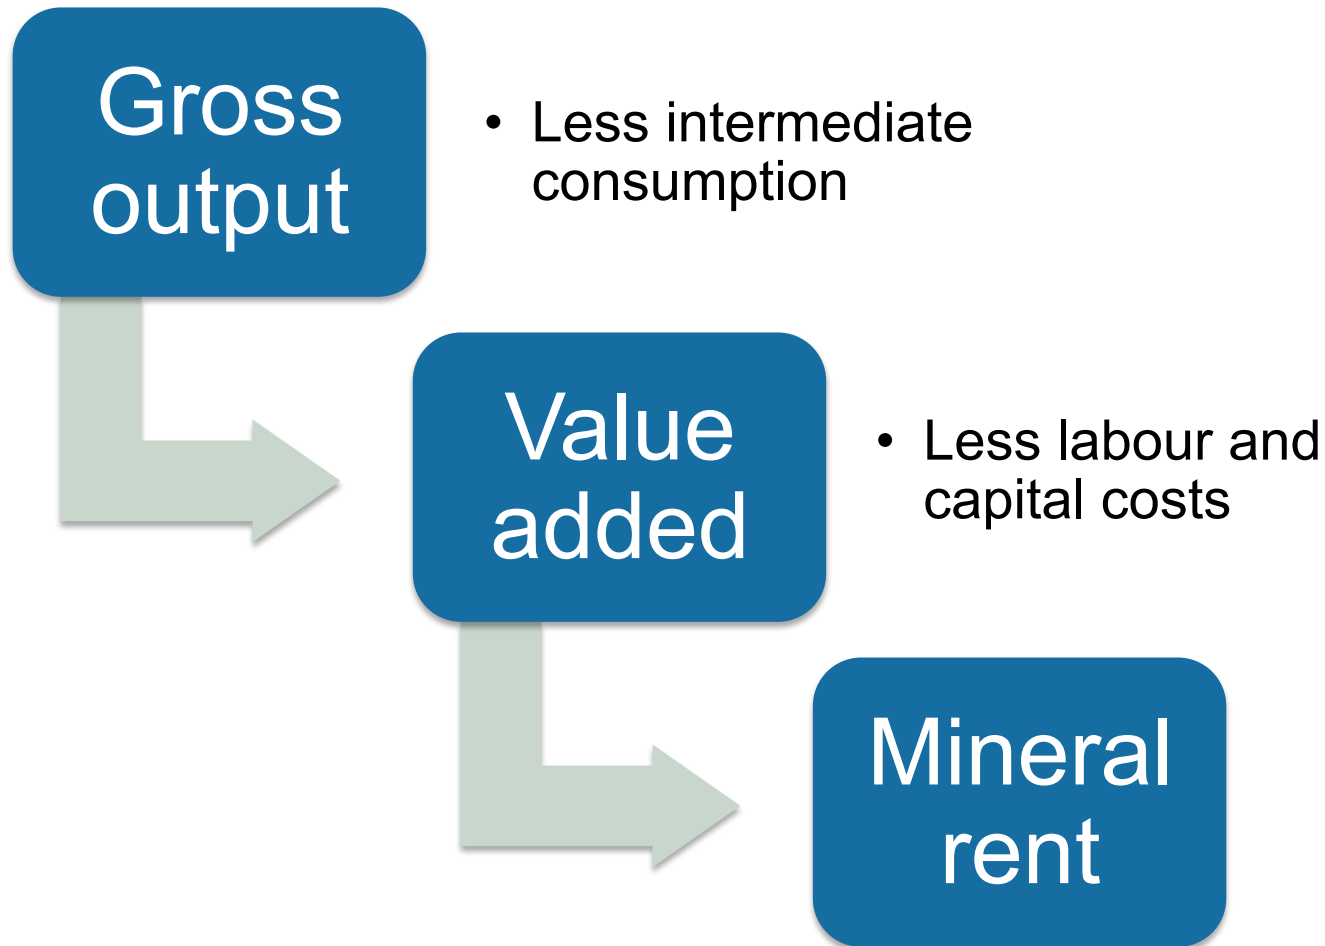 Gross
output
• Less intermediate
consumption
Value
added
• Less labour and
capital costs
Mineral
rent